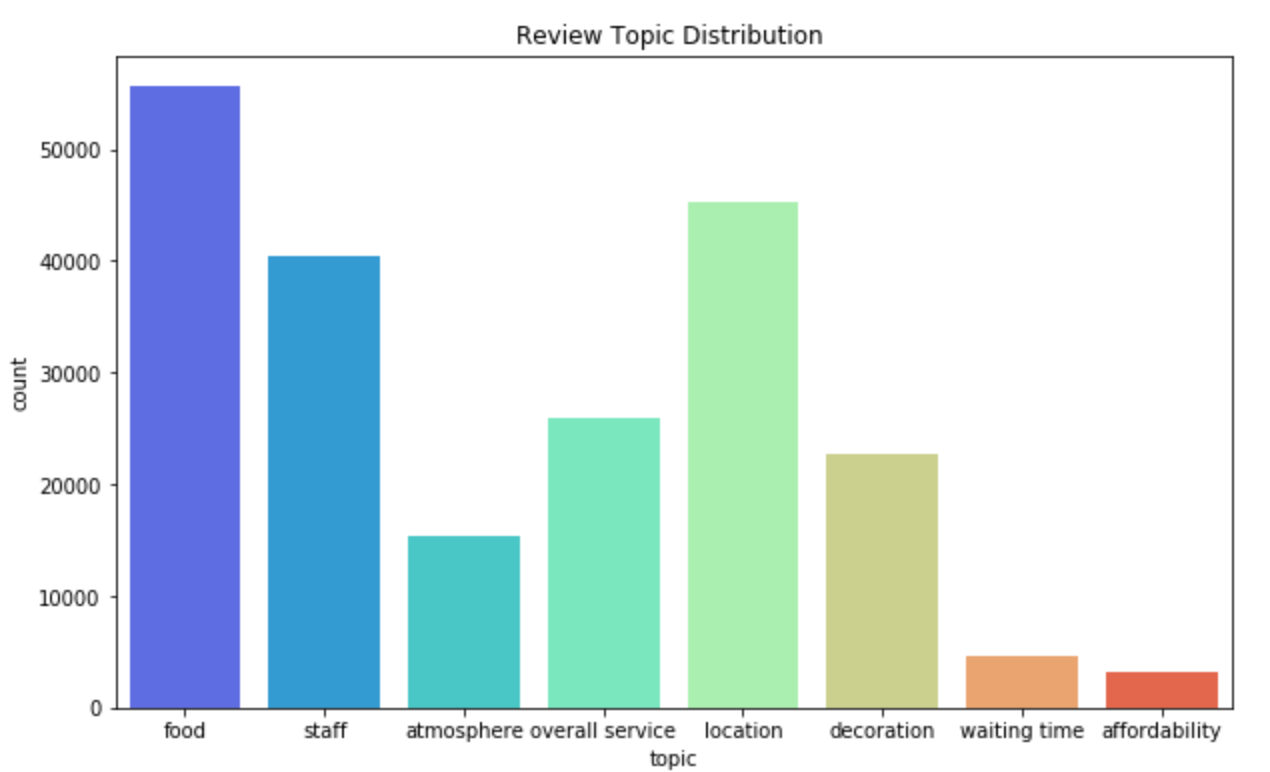 Review Topic Distribution
50000
40000
30000
20000
10000
0
count
food staff atmosphere overall service location decoration waiting time affordability
topic